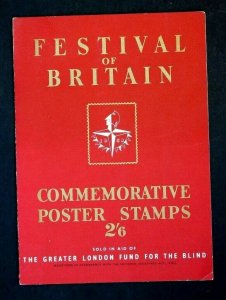 FESTIVAL
OF
BRITAIN
COMMEMORATIVE
POSTER STAMPS
2/6
SOLD IN AID OF
THE GREATER LONDON FUND FOR THE BLIND